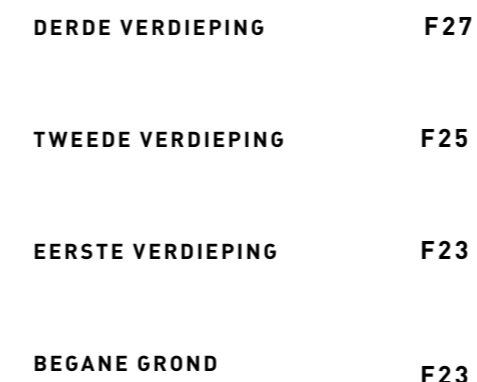 DERDE VERDIEPING F27
TWEEDE VERDIEPING F25
EERSTE VERDIEPING F23
BEGANE GROND F23